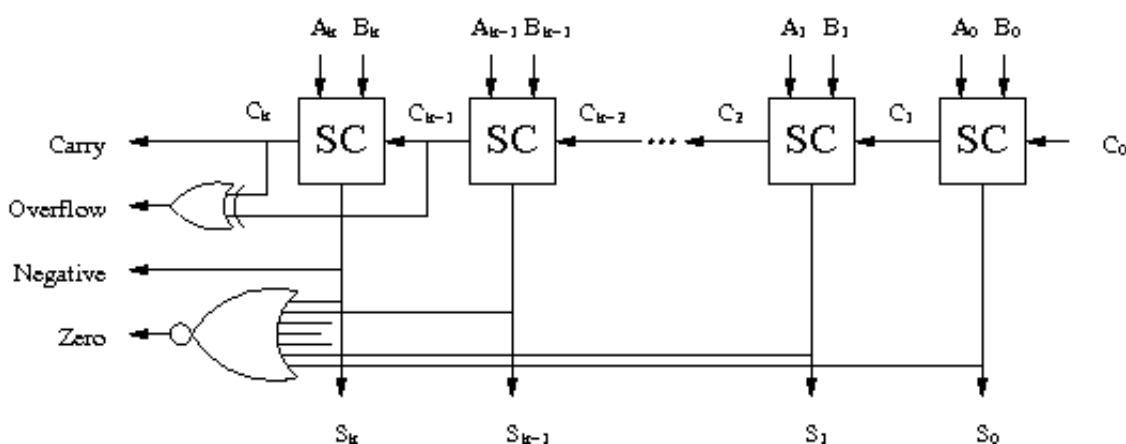 Aₖ Bₖ Aₖ₋₁ Bₖ₋₁ A₁ B₁ A₀ B₀
Cₖ Cₖ₋₁ Cₖ₋₂ C₂ C₁
SC SC ... SC SC
Carry C₀
Overflow
Negative
Zero
Sₖ Sₖ₋₁ S₁ S₀